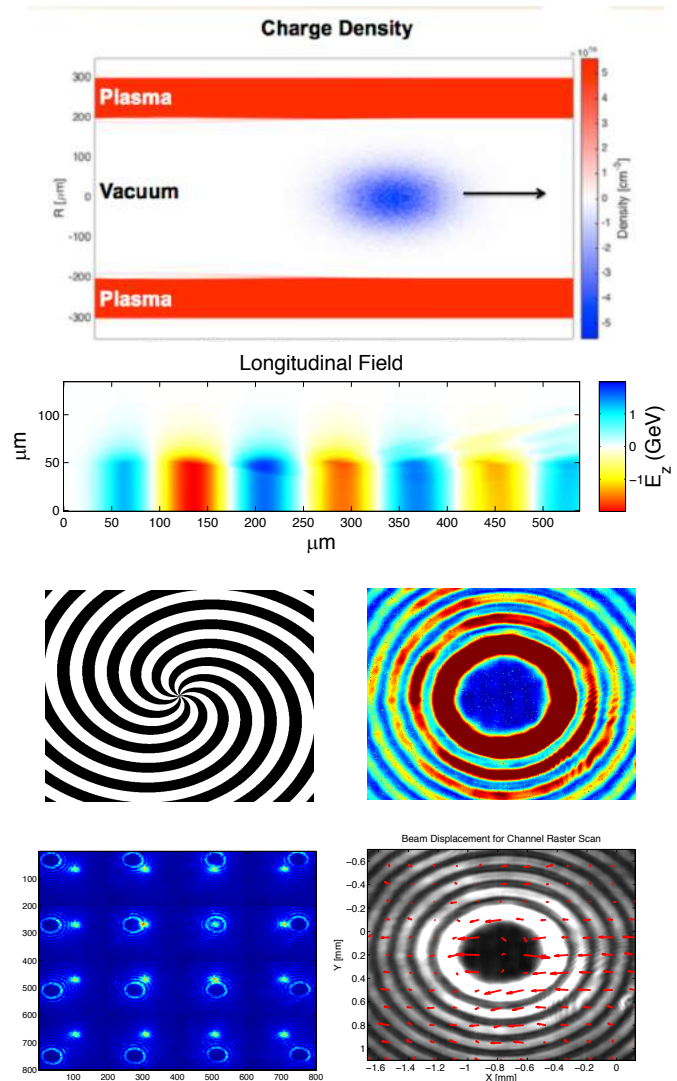 Charge Density
300
200
100
0
-100
-200
-300
R [μm]
Plasma
Vacuum
Plasma
5
4
3
2
1
0
-1
-2
-3
-4
-5
Density [cm⁻³]
Longitudinal Field
100
50
0
μm
0 50 100 150 200 250 300 350 400 450 500
μm
1
0
−1
E_z (GeV)
100
200
300
400
500
600
700
800
100 200 300 400 500 600 700 800
Beam Displacement for Channel Raster Scan
−0.6
−0.4
−0.2
0
0.2
0.4
0.6
0.8
1
Y [mm]
−1.6 −1.4 −1.2 −1 −0.8 −0.6 −0.4 −0.2 0
X [mm]